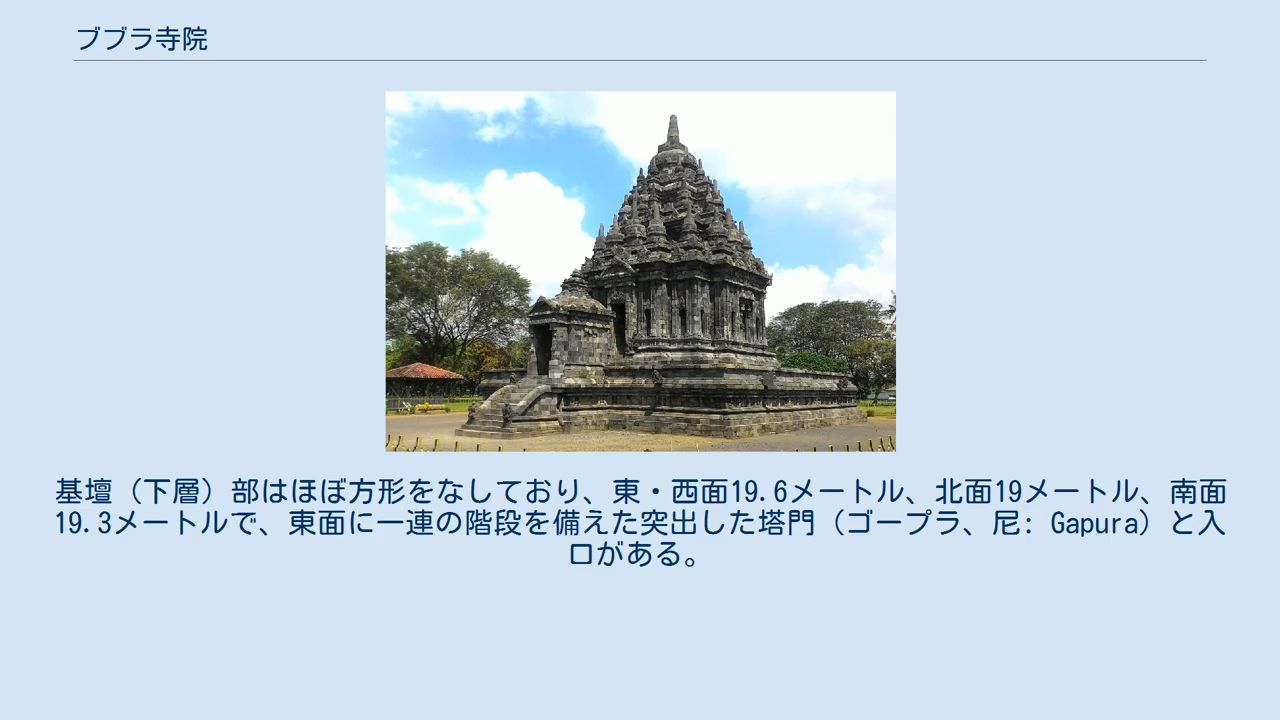 ブブラ寺院
基壇（下層）部はほぼ方形をなしており、東・西面19.6メートル、北面19メートル、南面
19.3メートルで、東面に一連の階段を備えた突出した塔門（ゴープラ、尼: Gapura）と入
口がある。